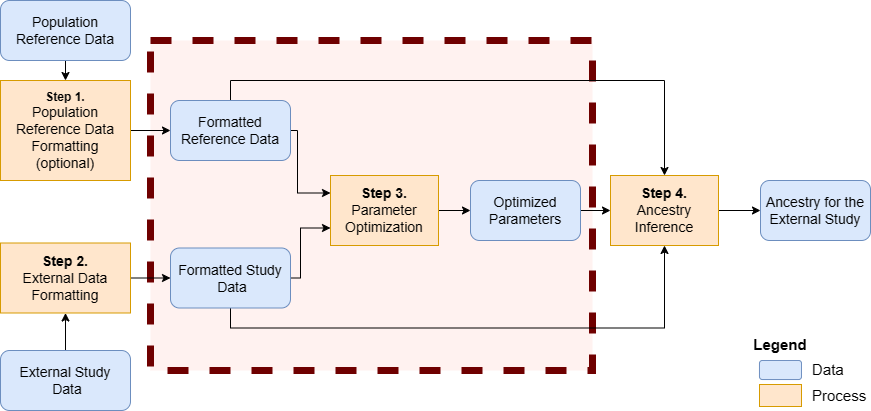 Population
Reference Data
Step 1.
Population
Reference Data
Formatting
(optional)
Formatted
Reference Data
Step 3.
Parameter
Optimization
Optimized
Parameters
Step 4.
Ancestry
Inference
Ancestry for the
External Study
Step 2.
External Data
Formatting
Formatted Study
Data
External Study
Data
Legend
Data
Process